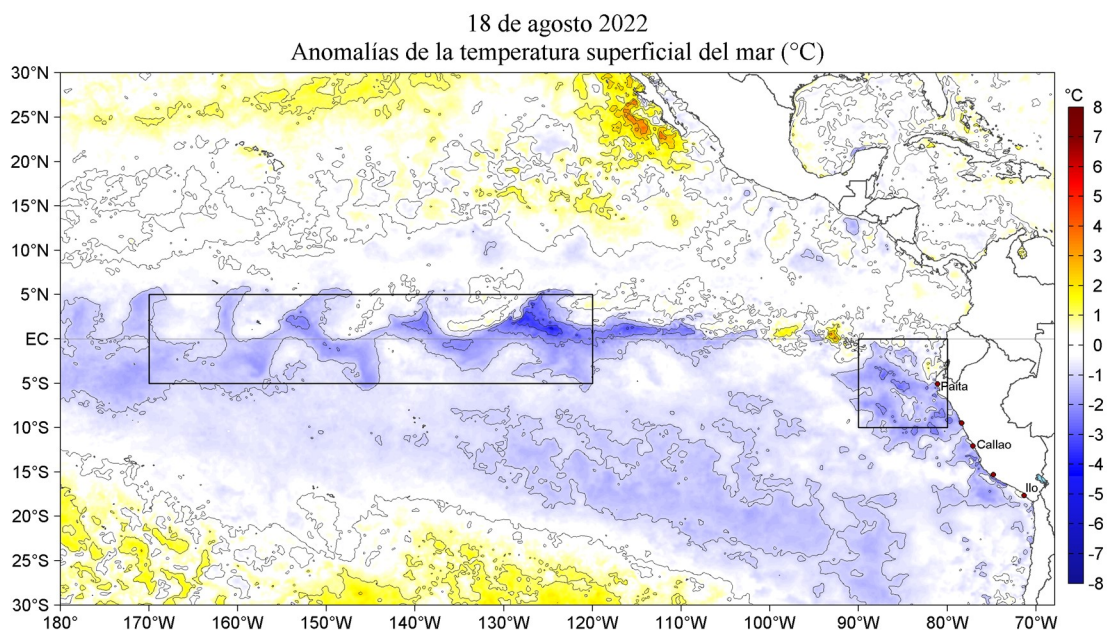 18 de agosto 2022
Anomalías de la temperatura superficial del mar (°C)
30°N
25°N
20°N
15°N
10°N
5°N
EC
5°S
10°S
15°S
20°S
25°S
30°S
180
170°W
160°W
150°W
140°W
130°W
120°W
110°W
100°W
90°W
80°W
70°W
Paita
Callao
Ilo
°C
8
7
6
5
4
3
2
1
0
-1
-2
-3
-4
-5
-6
-7
-8